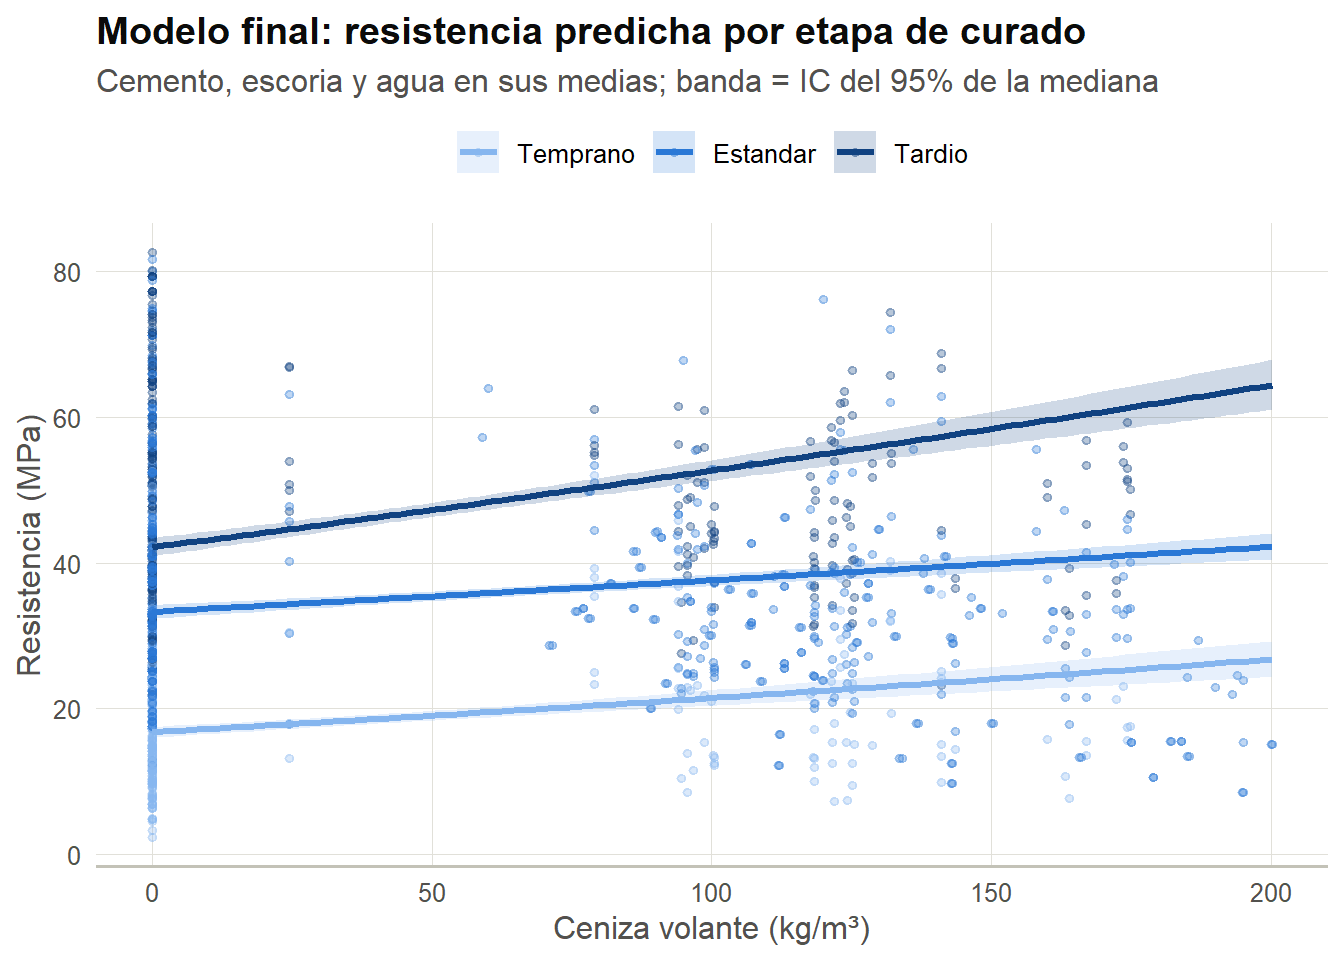 Modelo final: resistencia predicha por etapa de curado
Cemento, escoria y agua en sus medias; banda = IC del 95% de la mediana
Temprano Estandar Tardio
Resistencia (MPa)
80
60
40
20
0
0 50 100 150 200
Ceniza volante (kg/m³)